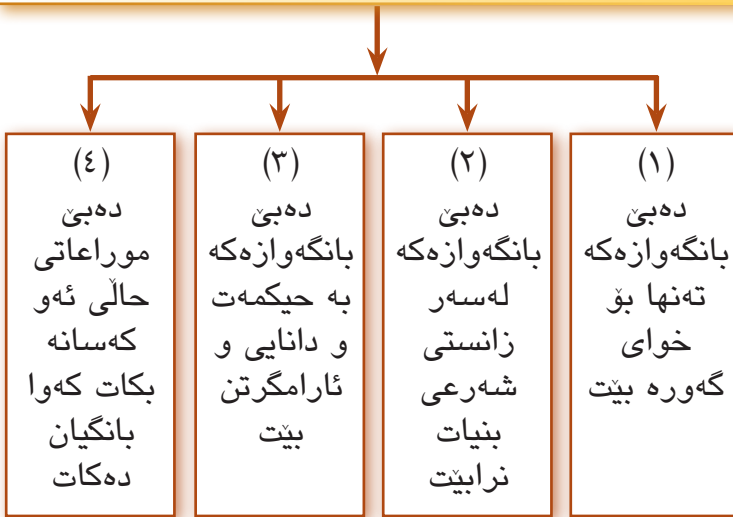 (١)
دەبێ
بانگەوازەکە
تەنها بۆ
خوای
گەورە بێت
(٢)
دەبێ
بانگەوازەکە
لەسەر
زانستی
شەرعی
بنیات
نرابێت
(٣)
دەبێ
بانگەوازەکە
بە حیکمەت
و دانایی و
ئارامگرتن
بێت
(٤)
دەبێ
موراعاتی
حاڵی ئەو
کەسانە
بکات کەوا
بانگیان
دەکات